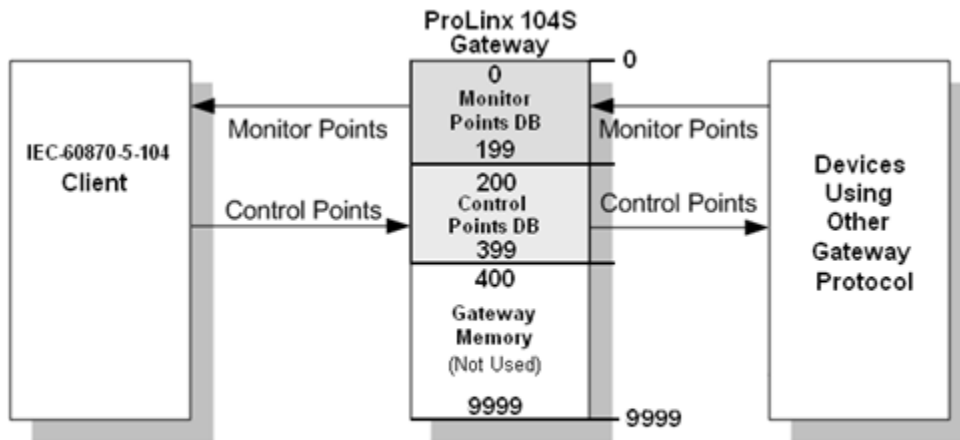 ProLinx 104S
Gateway
0
0
Monitor
Points DB
199
Monitor Points
Monitor Points
IEC-60870-5-104
Client
200
Control
Points DB
399
Control Points
Control Points
Devices
Using
Other
Gateway
Protocol
400
Gateway
Memory
(Not Used)
9999
9999